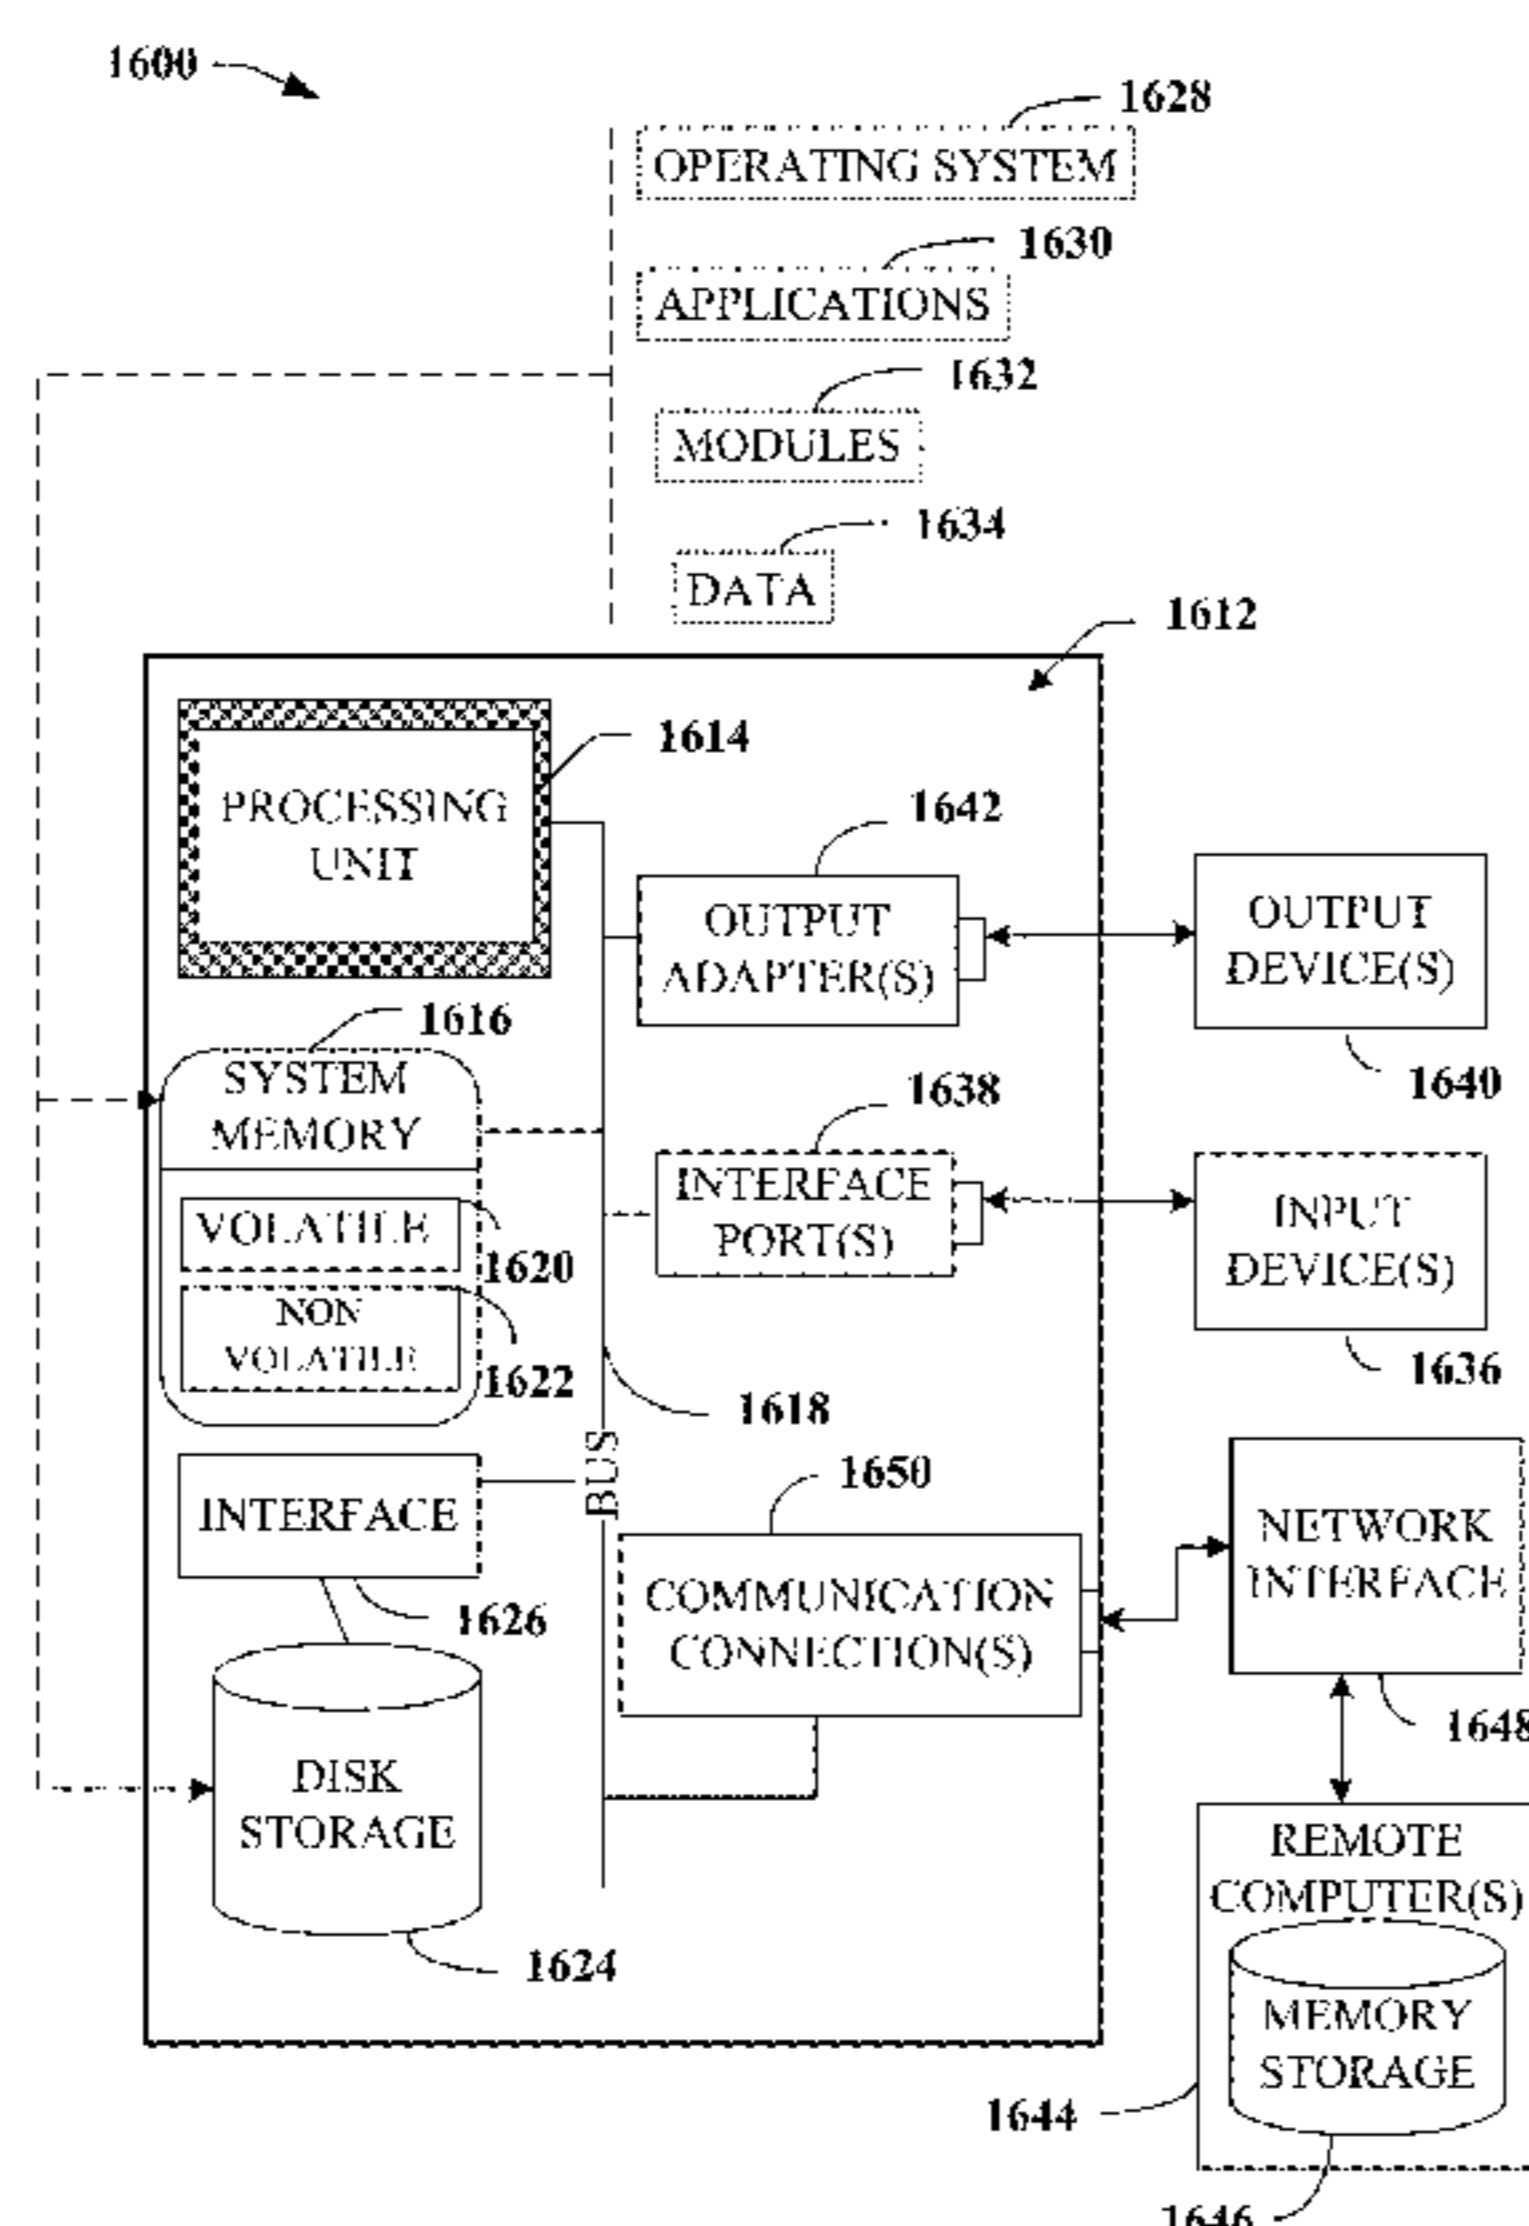 1600
1628
OPERATING SYSTEM
1630
APPLICATIONS
1632
MODULES
1634
DATA
1612
PROCESSING
UNIT
1614
1642
OUTPUT
ADAPTER(S)
OUTPUT
DEVICE(S)
1640
1616
SYSTEM
MEMORY
VOLATILE
1620
NON
VOLATILE
1622
1638
INTERFACE
PORT(S)
INPUT
DEVICE(S)
1636
1618
BUS
INTERFACE
1626
1650
COMMUNICATION
CONNECTION(S)
NETWORK
INTERFACE
1648
DISK
STORAGE
1624
REMOTE
COMPUTER(S)
MEMORY
STORAGE
1644
1646